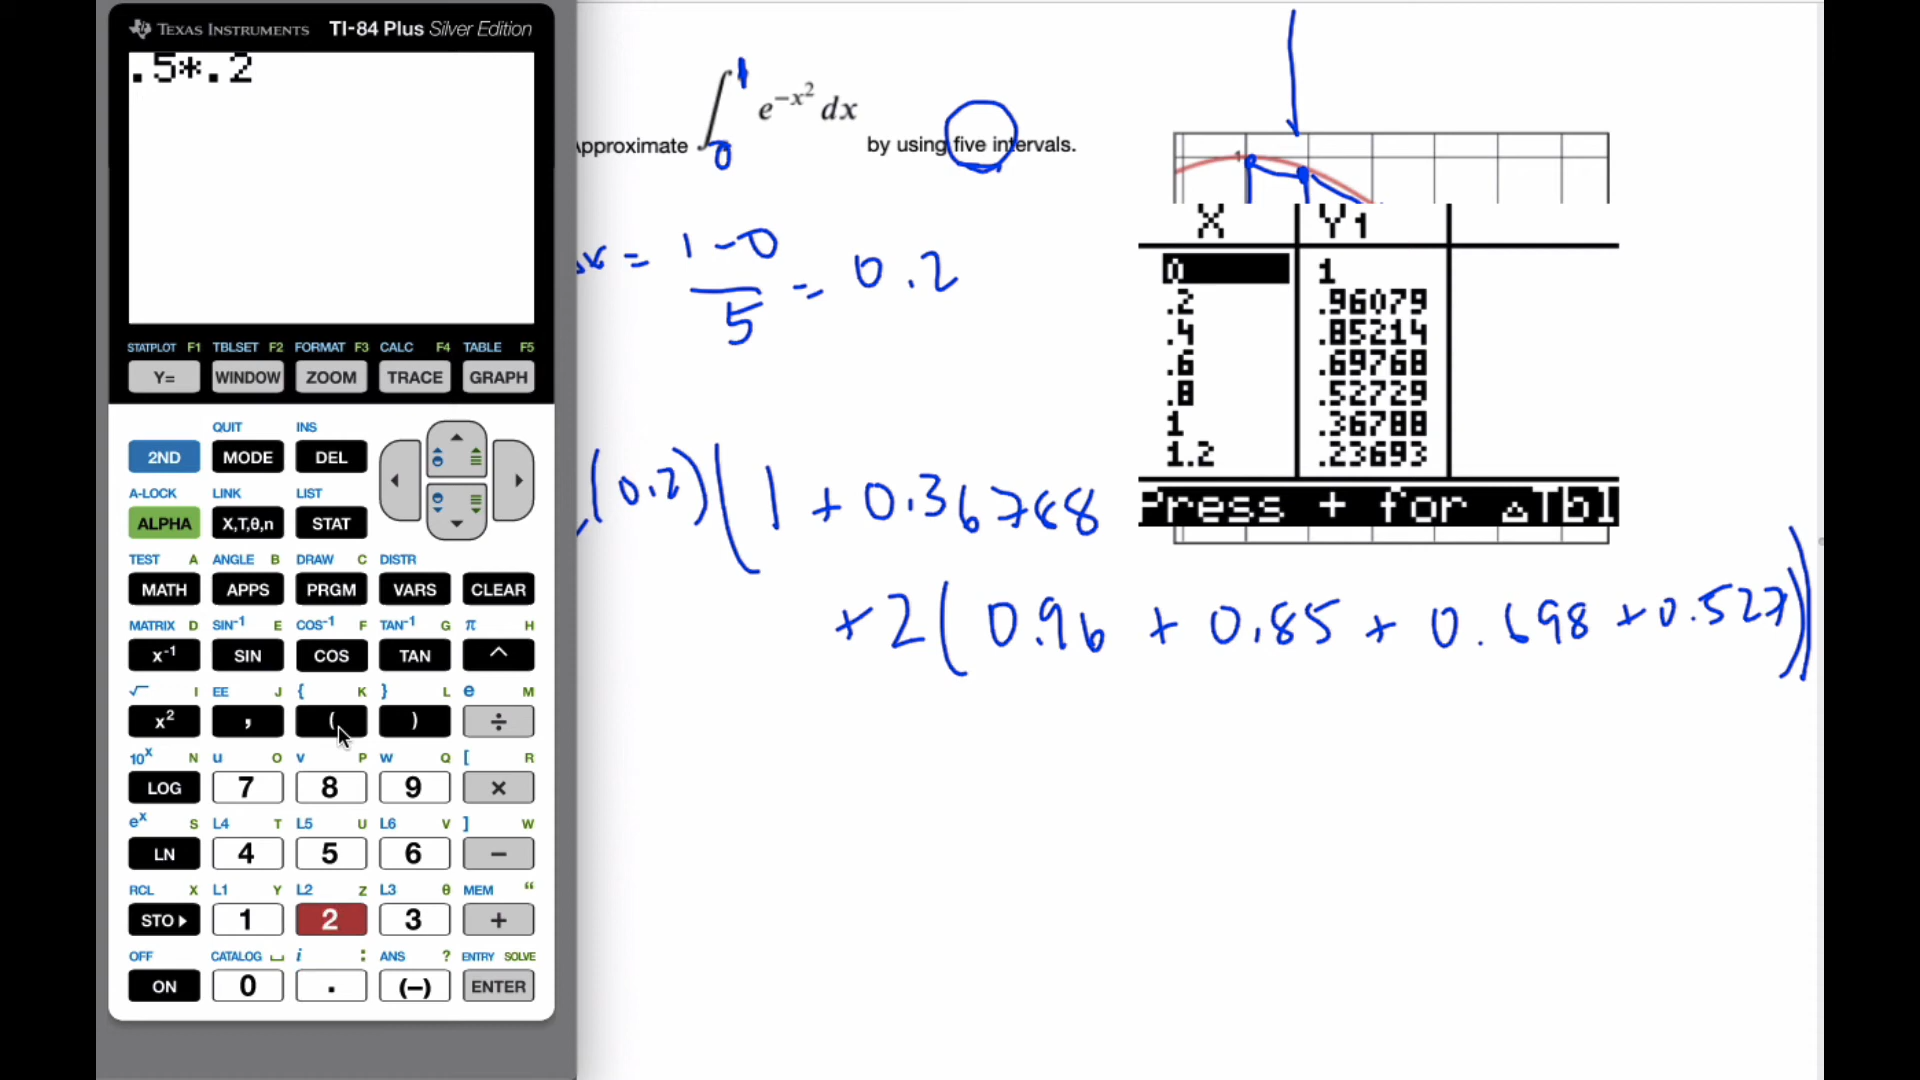 TEXAS INSTRUMENTS TI-84 Plus Silver Edition
.5*.2
STATPLOT F1 TBLSET F2 FORMAT F3 CALC F4 TABLE F5
Y= WINDOW ZOOM TRACE GRAPH
QUIT INS
2ND MODE DEL
A-LOCK LINK LIST
ALPHA X,T,θ,n STAT
TEST A ANGLE B DRAW C DISTR
MATH APPS PRGM VARS CLEAR
MATRIX D SIN⁻¹ E COS⁻¹ F TAN⁻¹ G π H
x⁻¹ SIN COS TAN ^
√ I EE J { K } L e M
x² , ( ) ÷
10ˣ N u O v P w Q [ R
LOG 7 8 9 ×
eˣ S L4 T L5 U L6 V ] W
LN 4 5 6 −
RCL X L1 Y L2 Z L3 θ MEM “
STO▸ 1 2 3 +
OFF CATALOG ⎵ i : ANS ? ENTRY SOLVE
ON 0 . (−) ENTER
pproximate ∫₀¹ e^{-x²} dx by using five intervals.
x = (1-0)/5 = 0.2
(0.2)(1 + 0.36788
+2(0.96 + 0.85 + 0.698 + 0.527))
1
X Y₁
0 1
.2 .96079
.4 .85214
.6 .69768
.8 .52729
1 .36788
1.2 .23693
Press + for △Tbl